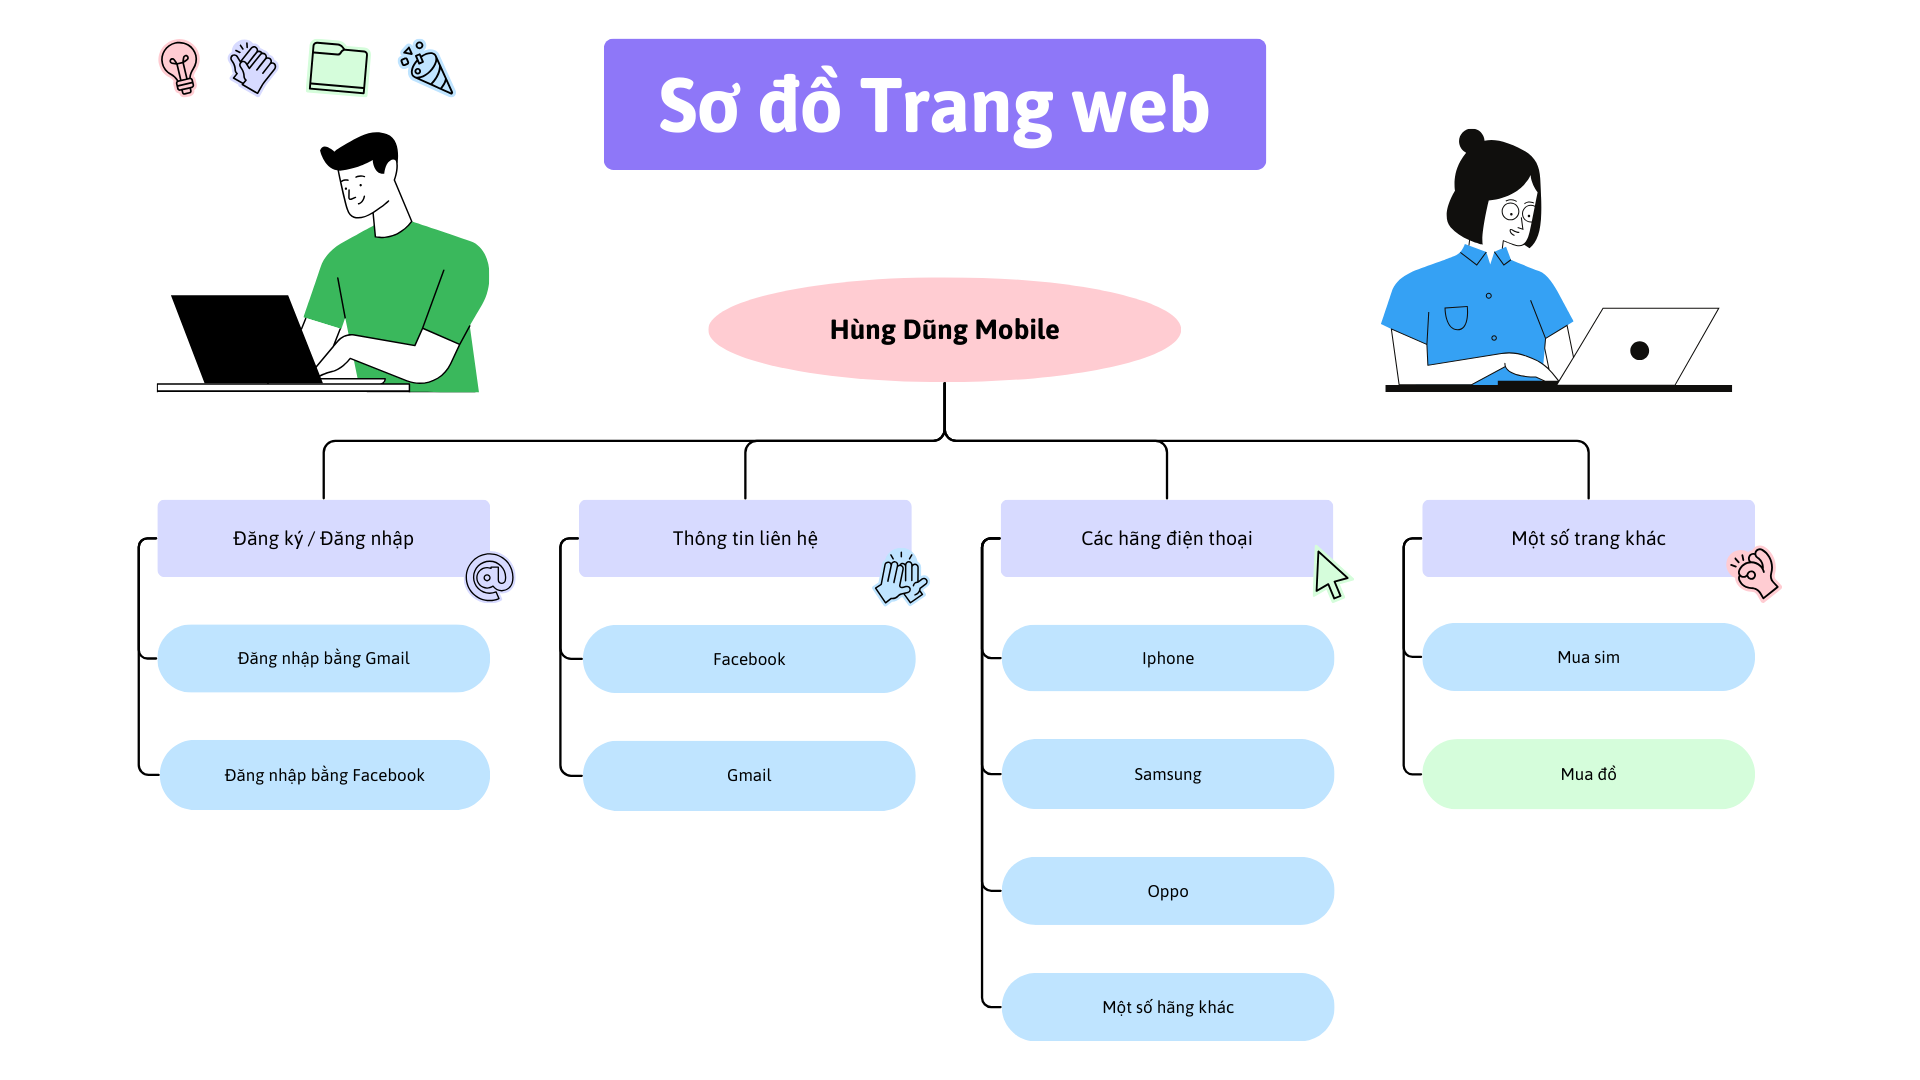 Sơ đồ Trang web
Hùng Dũng Mobile
Đăng ký / Đăng nhập
Đăng nhập bằng Gmail
Đăng nhập bằng Facebook
Thông tin liên hệ
Facebook
Gmail
Các hãng điện thoại
Iphone
Samsung
Oppo
Một số hãng khác
Một số trang khác
Mua sim
Mua đồ